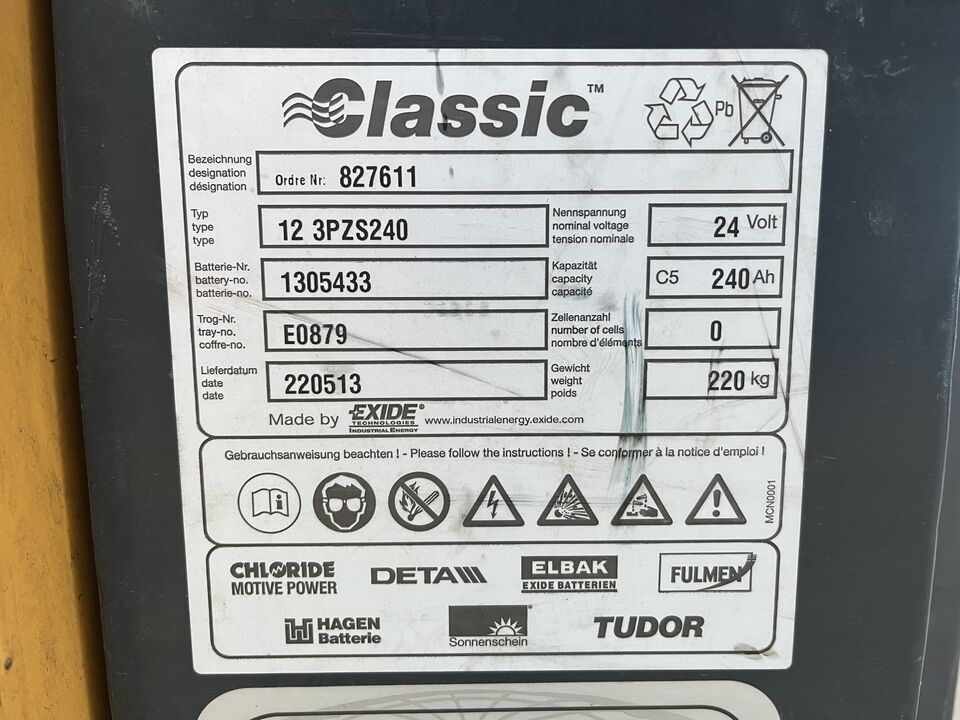 Classic™
Pb
Bezeichnung
designation
désignation
Ordre Nr: 827611
Typ
type
type
12 3PZS240
Nennspannung
nominal voltage
tension nominale
24 Volt
Batterie-Nr.
battery-no.
batterie-no.
1305433
Kapazität
capacity
capacité
C5 240 Ah
Trog-Nr.
tray-no.
coffre-no.
E0879
Zellenanzahl
number of cells
nombre d'éléments
0
Lieferdatum
date
date
220513
Gewicht
weight
poids
220 kg
Made by EXIDE® www.industrialenergy.exide.com
TECHNOLOGIES
INDUSTRIAL ENERGY
Gebrauchsanweisung beachten ! - Please follow the instructions ! - Se conformer à la notice d'emploi !
MCN0001
CHLORIDE
MOTIVE POWER
DETA
ELBAK
EXIDE BATTERIEN
FULMEN
HAGEN
Batterie
Sonnenschein
TUDOR